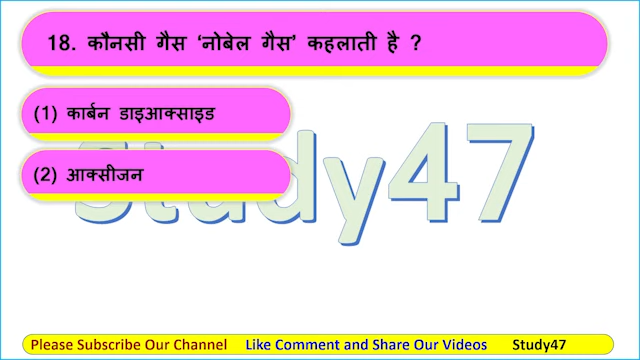 18. कौनसी गैस ‘नोबेल गैस’ कहलाती है ?
(1) कार्बन डाइआक्साइड
(2) आक्सीजन
Study47
Please Subscribe Our Channel Like Comment and Share Our Videos Study47